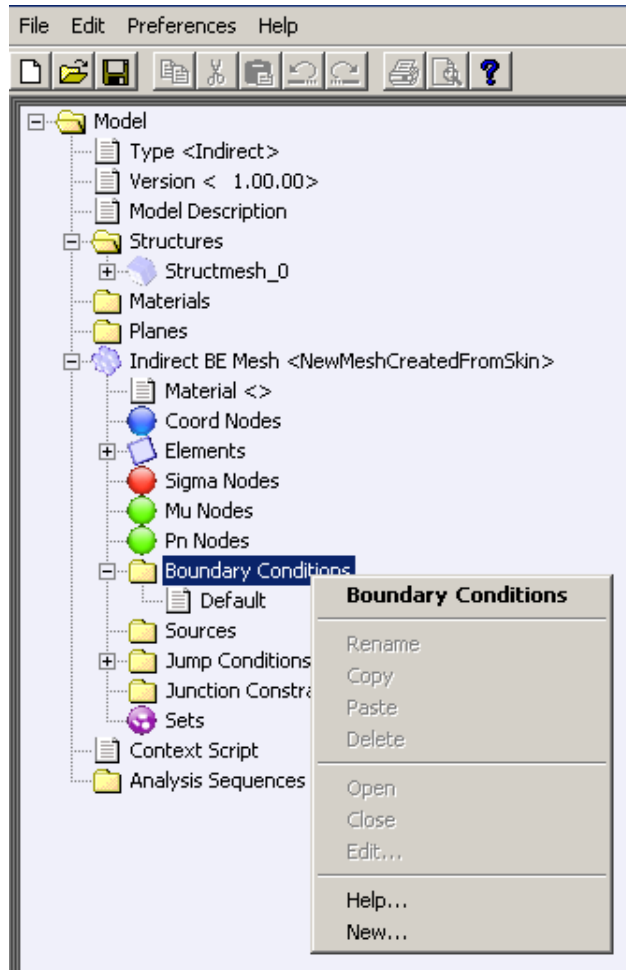 File Edit Preferences Help
?
Model
Type <Indirect>
Version < 1.00.00>
Model Description
Structures
Structmesh_0
Materials
Planes
Indirect BE Mesh <NewMeshCreatedFromSkin>
Material <>
Coord Nodes
Elements
Sigma Nodes
Mu Nodes
Pn Nodes
Boundary Conditions
Default
Sources
Jump Conditions
Junction Constra
Sets
Context Script
Analysis Sequences
Boundary Conditions
Rename
Copy
Paste
Delete
Open
Close
Edit...
Help...
New...